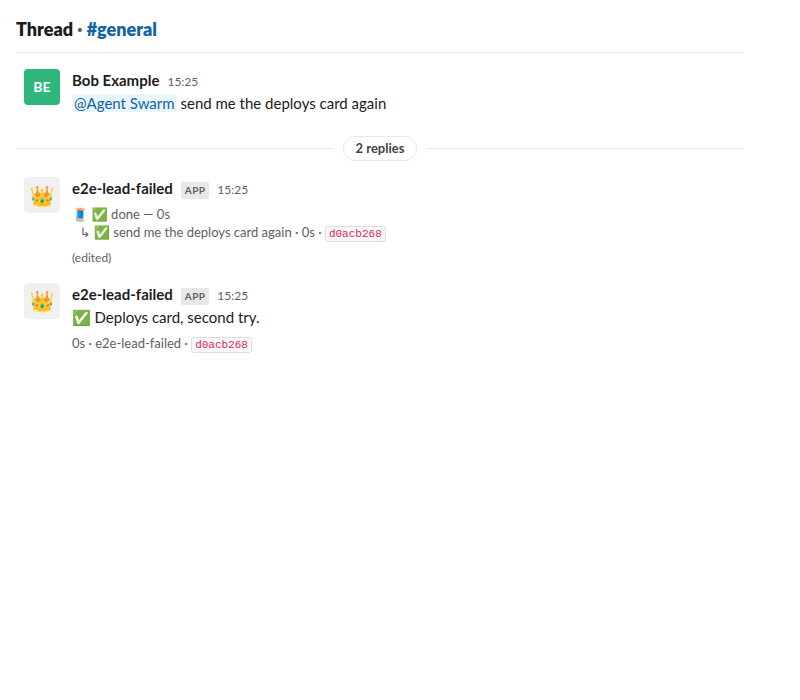 Thread • #general
BE
Bob Example 15:25
@Agent Swarm send me the deploys card again
2 replies
e2e-lead-failed APP 15:25
🧵 ✅ done — 0s
↳ ✅ send me the deploys card again · 0s · d0acb268
(edited)
e2e-lead-failed APP 15:25
✅ Deploys card, second try.
0s · e2e-lead-failed · d0acb268